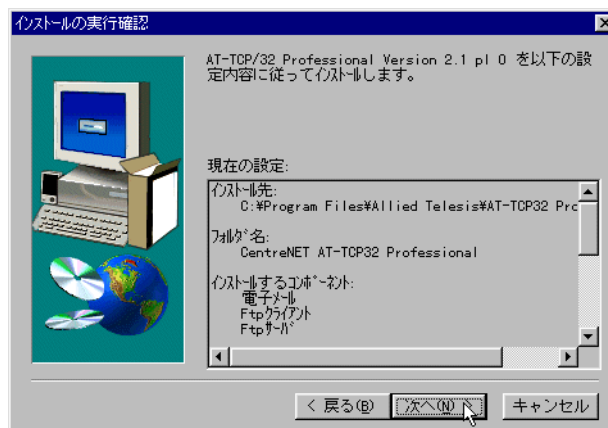 インストールの実行確認
AT-TCP/32 Professional Version 2.1 pl 0 を以下の設
定内容に従ってインストールします。
現在の設定:
インストール先:
C:¥Program Files¥Allied Telesis¥AT-TCP32 Pro
フォルダ名:
CentreNET AT-TCP32 Professional
インストールするコンポーネント:
電子メール
Ftpクライアント
Ftpサーバ
< 戻る(B)
次へ(N) >
キャンセル